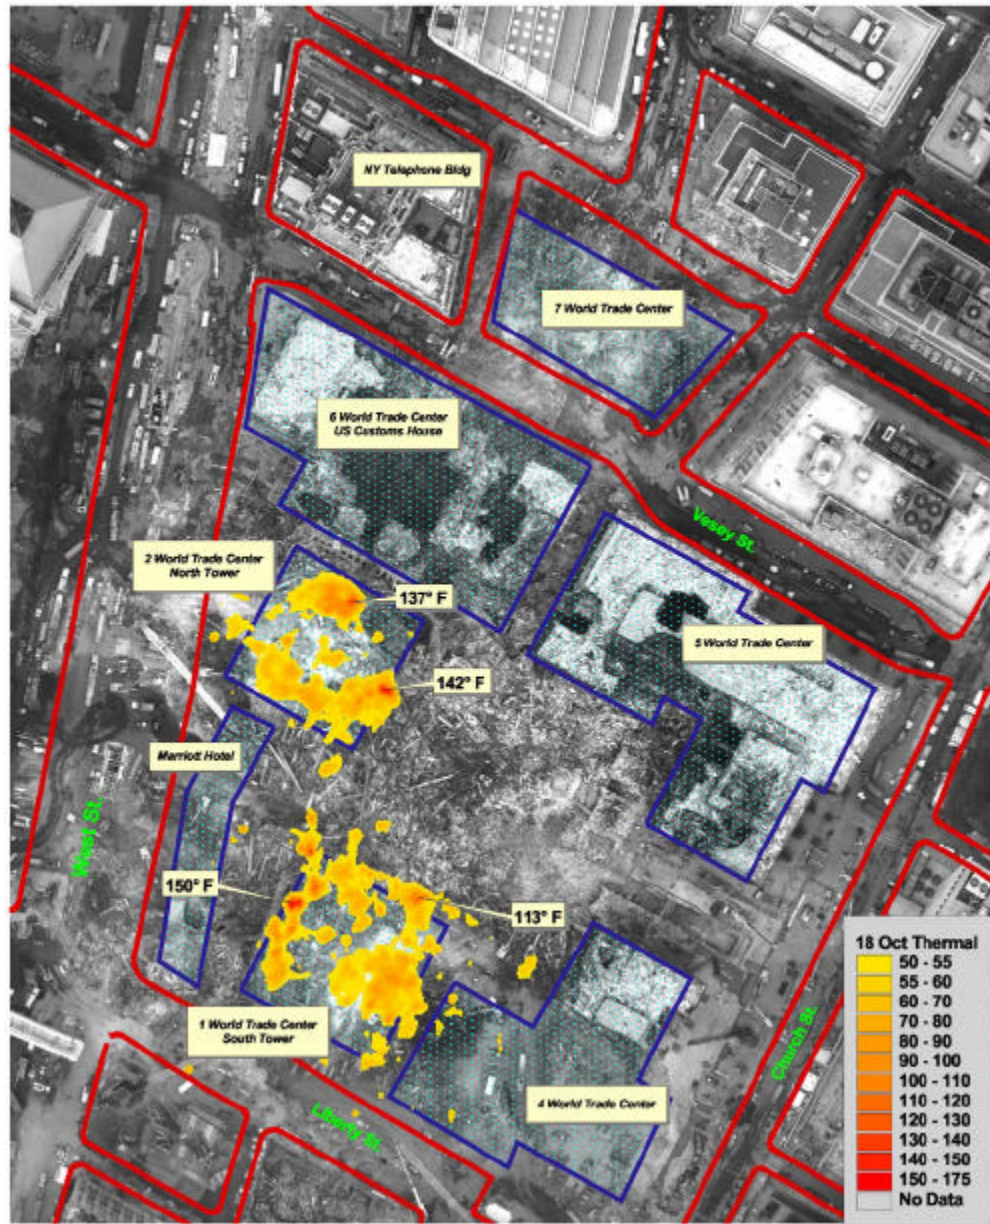 NY Telephone Bldg
7 World Trade Center
6 World Trade Center
US Customs House
Vesey St.
2 World Trade Center
North Tower
137° F
5 World Trade Center
142° F
Marriott Hotel
West St.
150° F
113° F
1 World Trade Center
South Tower
4 World Trade Center
Liberty St.
Church St.
18 Oct Thermal
50 - 55
55 - 60
60 - 70
70 - 80
80 - 90
90 - 100
100 - 110
110 - 120
120 - 130
130 - 140
140 - 150
150 - 175
No Data